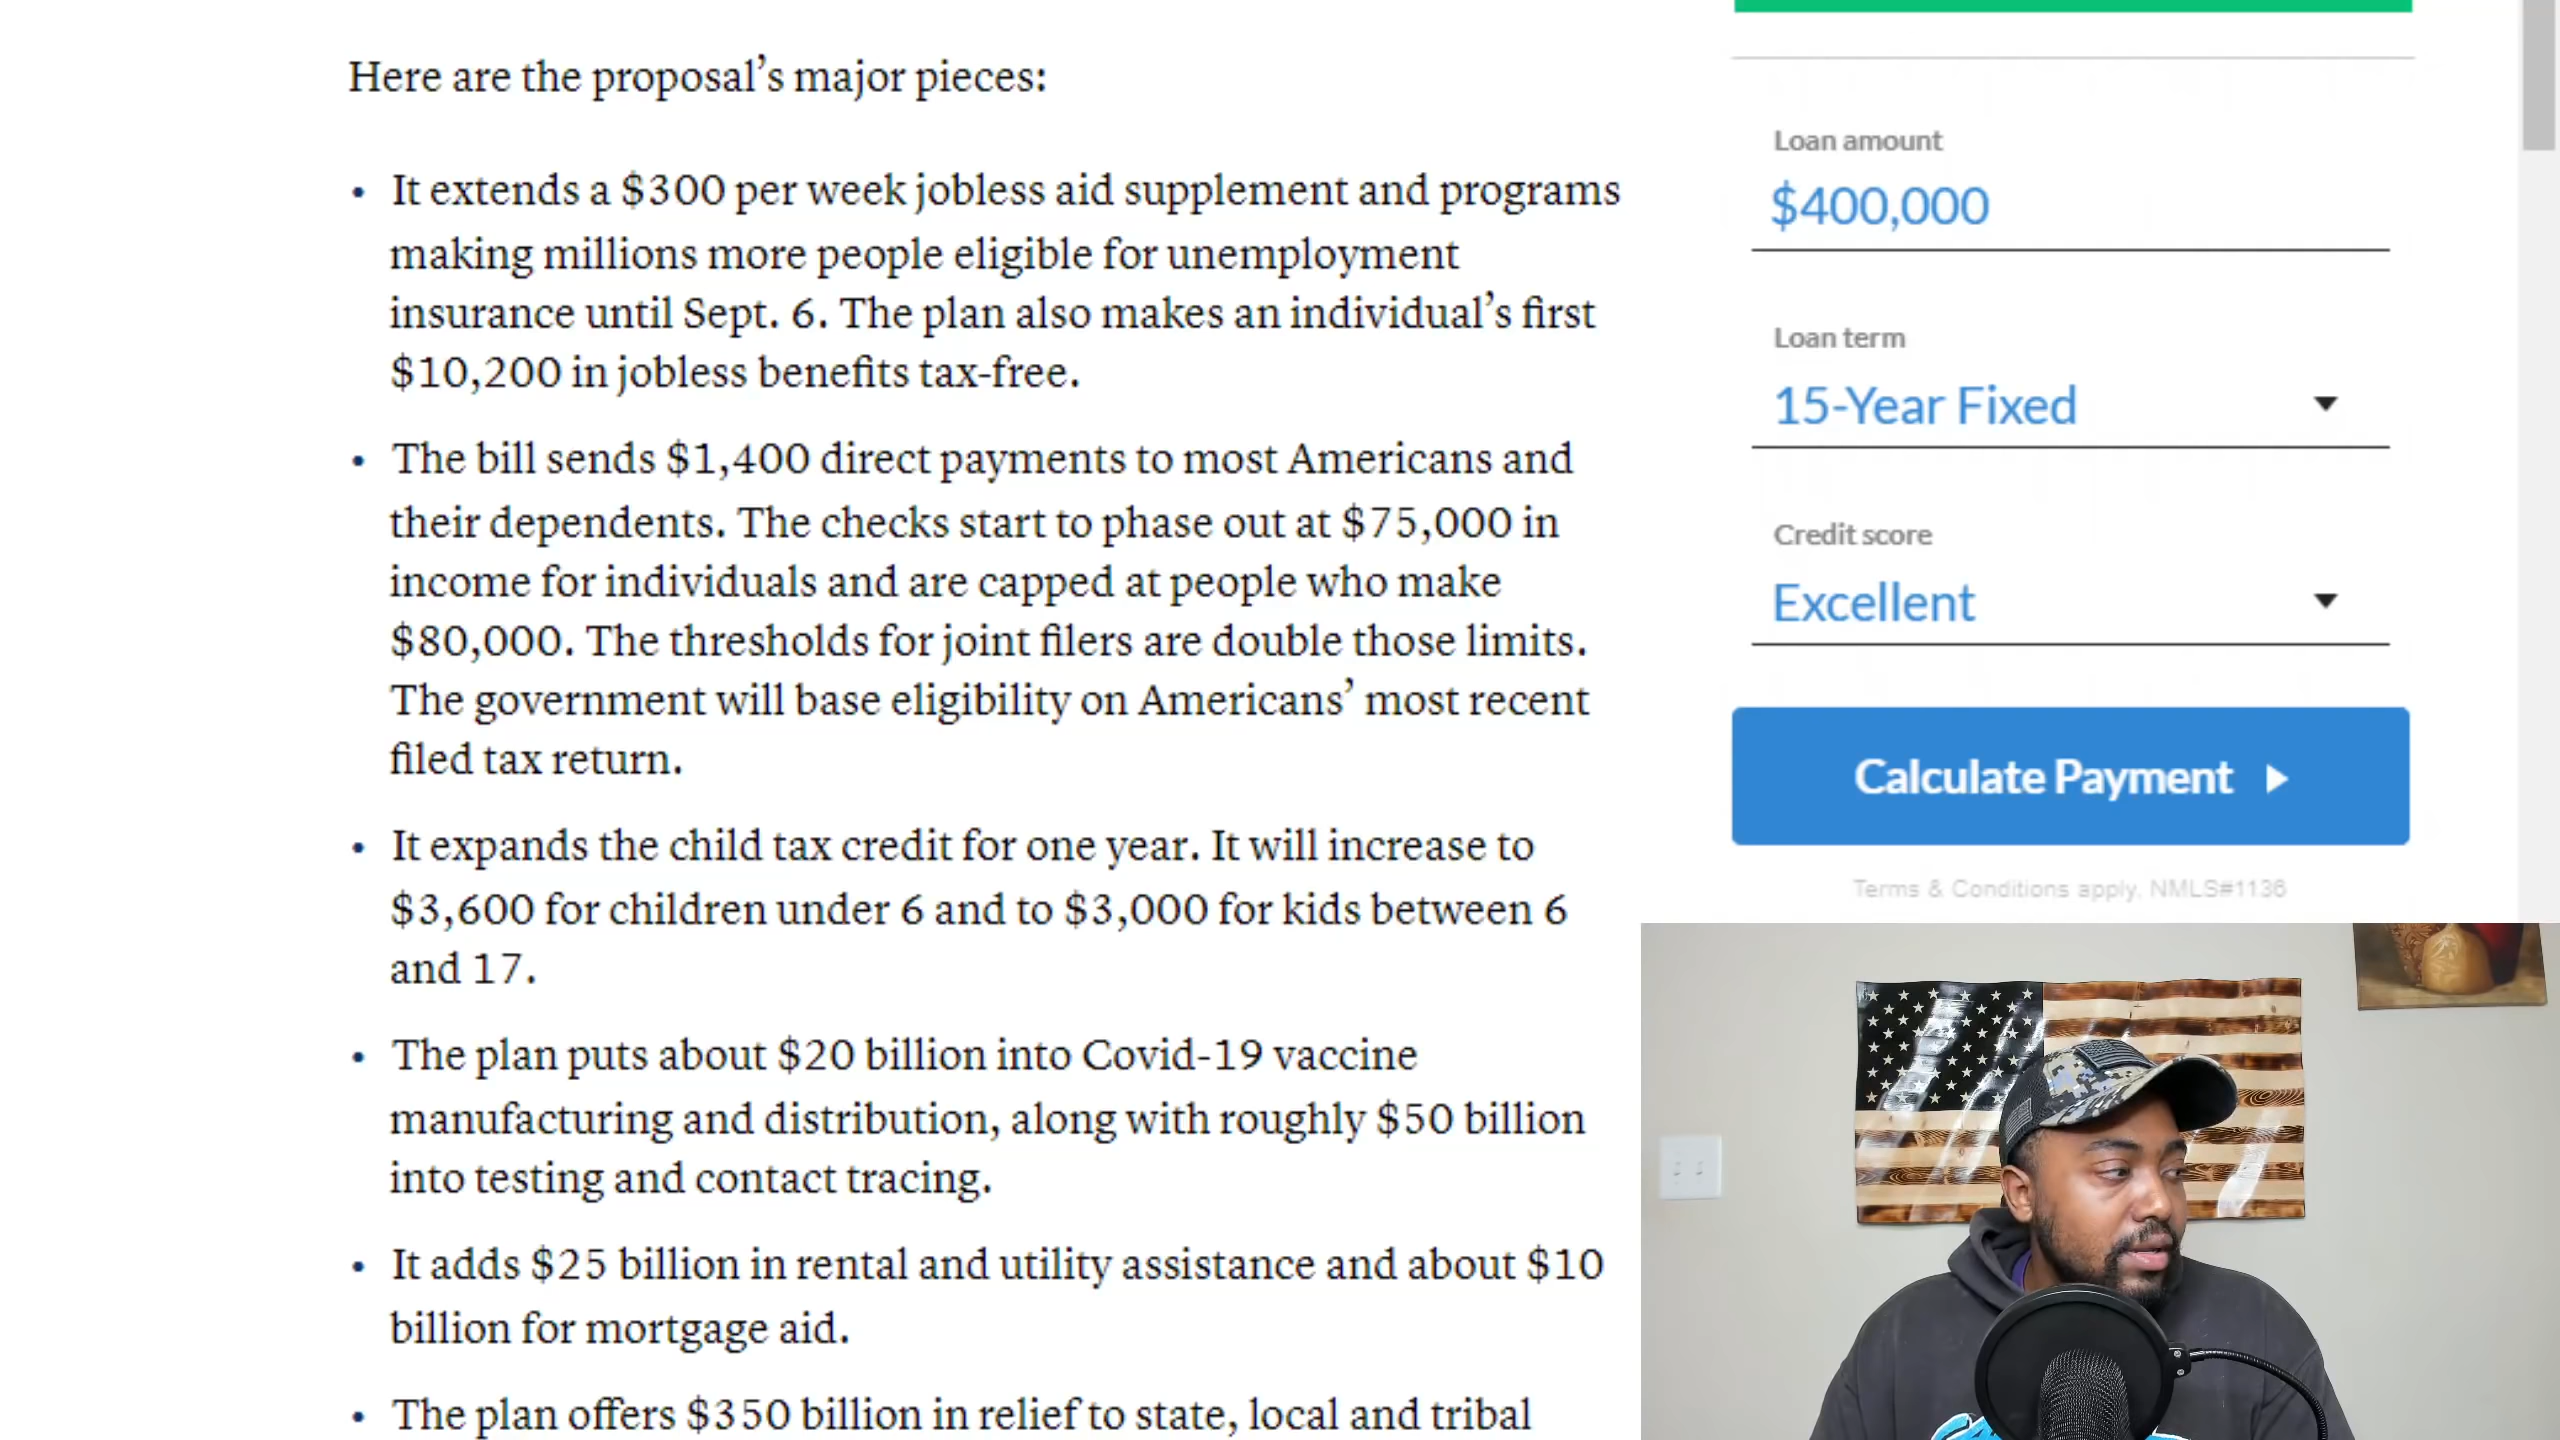 Here are the proposal’s major pieces:
• It extends a $300 per week jobless aid supplement and programs
making millions more people eligible for unemployment
insurance until Sept. 6. The plan also makes an individual’s first
$10,200 in jobless benefits tax-free.
• The bill sends $1,400 direct payments to most Americans and
their dependents. The checks start to phase out at $75,000 in
income for individuals and are capped at people who make
$80,000. The thresholds for joint filers are double those limits.
The government will base eligibility on Americans’ most recent
filed tax return.
• It expands the child tax credit for one year. It will increase to
$3,600 for children under 6 and to $3,000 for kids between 6
and 17.
• The plan puts about $20 billion into Covid-19 vaccine
manufacturing and distribution, along with roughly $50 billion
into testing and contact tracing.
• It adds $25 billion in rental and utility assistance and about $10
billion for mortgage aid.
• The plan offers $350 billion in relief to state, local and tribal
Loan amount
$400,000
Loan term
15-Year Fixed
Credit score
Excellent
Calculate Payment
Terms & Conditions apply. NMLS#1136